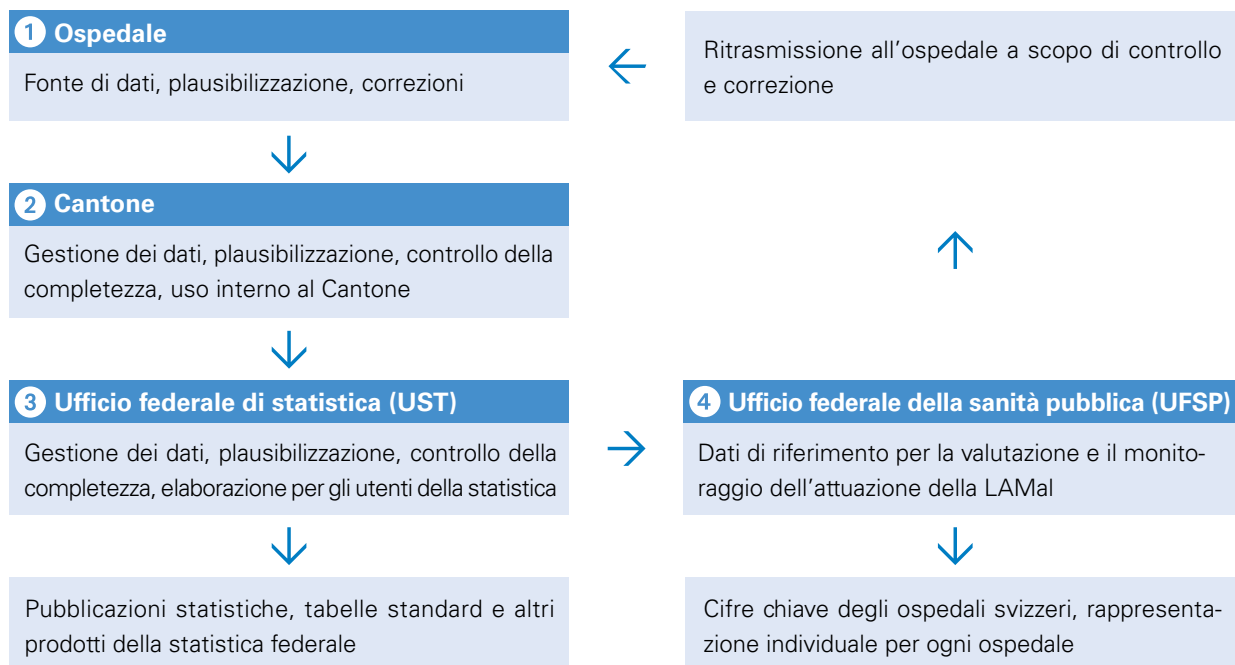 1 Ospedale
Fonte di dati, plausibilizzazione, correzioni
Ritrasmissione all'ospedale a scopo di controllo
e correzione
2 Cantone
Gestione dei dati, plausibilizzazione, controllo della
completezza, uso interno al Cantone
3 Ufficio federale di statistica (UST)
Gestione dei dati, plausibilizzazione, controllo della
completezza, elaborazione per gli utenti della statistica
4 Ufficio federale della sanità pubblica (UFSP)
Dati di riferimento per la valutazione e il monito-
raggio dell'attuazione della LAMal
Pubblicazioni statistiche, tabelle standard e altri
prodotti della statistica federale
Cifre chiave degli ospedali svizzeri, rappresenta-
zione individuale per ogni ospedale